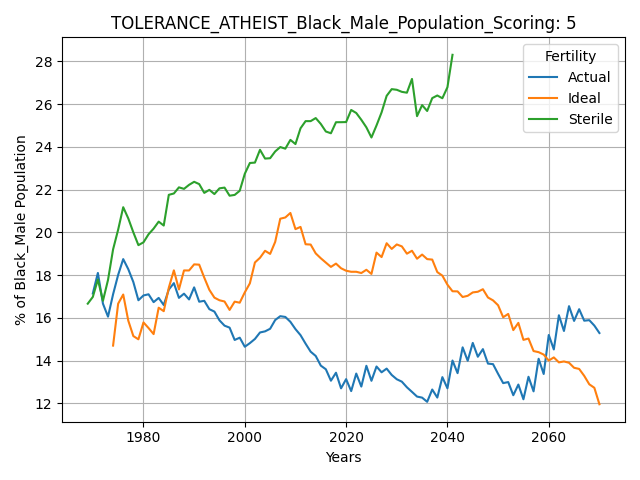 TOLERANCE_ATHEIST_Black_Male_Population_Scoring: 5
% of Black_Male Population
28
26
24
22
20
18
16
14
12
Fertility
Actual
Ideal
Sterile
1980
2000
2020
2040
2060
Years